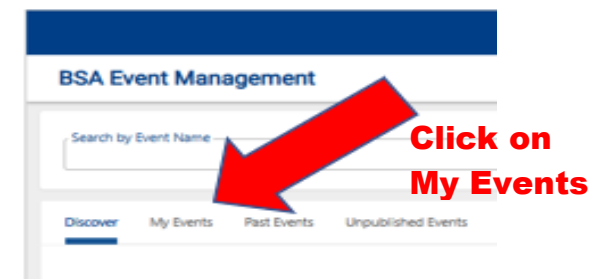 BSA Event Management
Search by Event Name
Click on
My Events
Discover My Events Past Events Unpublished Events